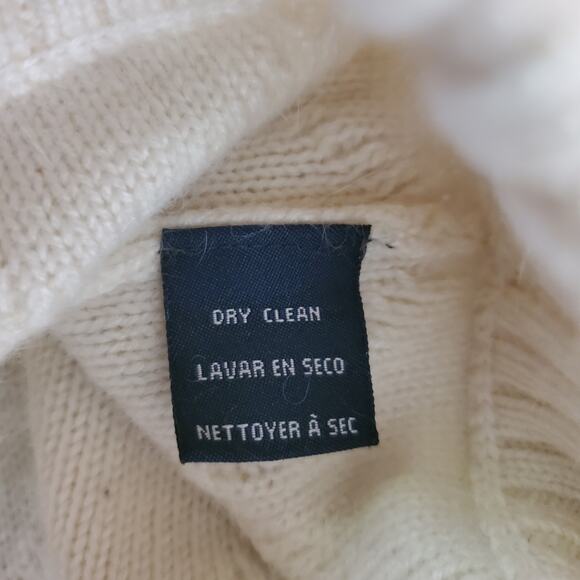 DRY CLEAN
LAVAR EN SECO
NETTOYER À SEC